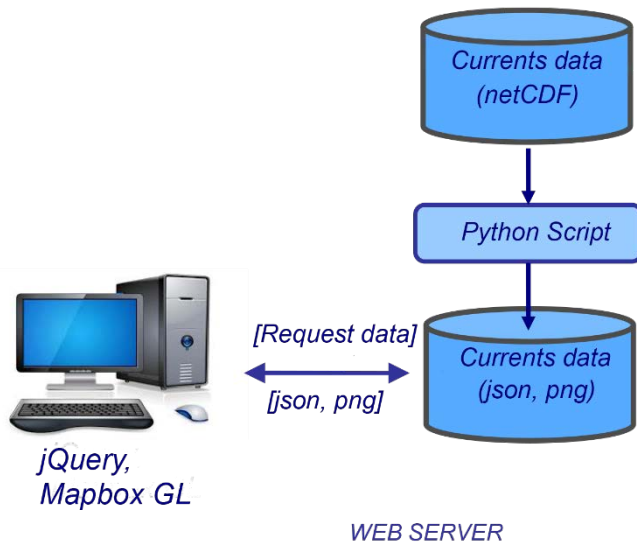 Currents data
(netCDF)
Python Script
[Request data]
[json, png]
Currents data
(json, png)
jQuery,
Mapbox GL
WEB SERVER